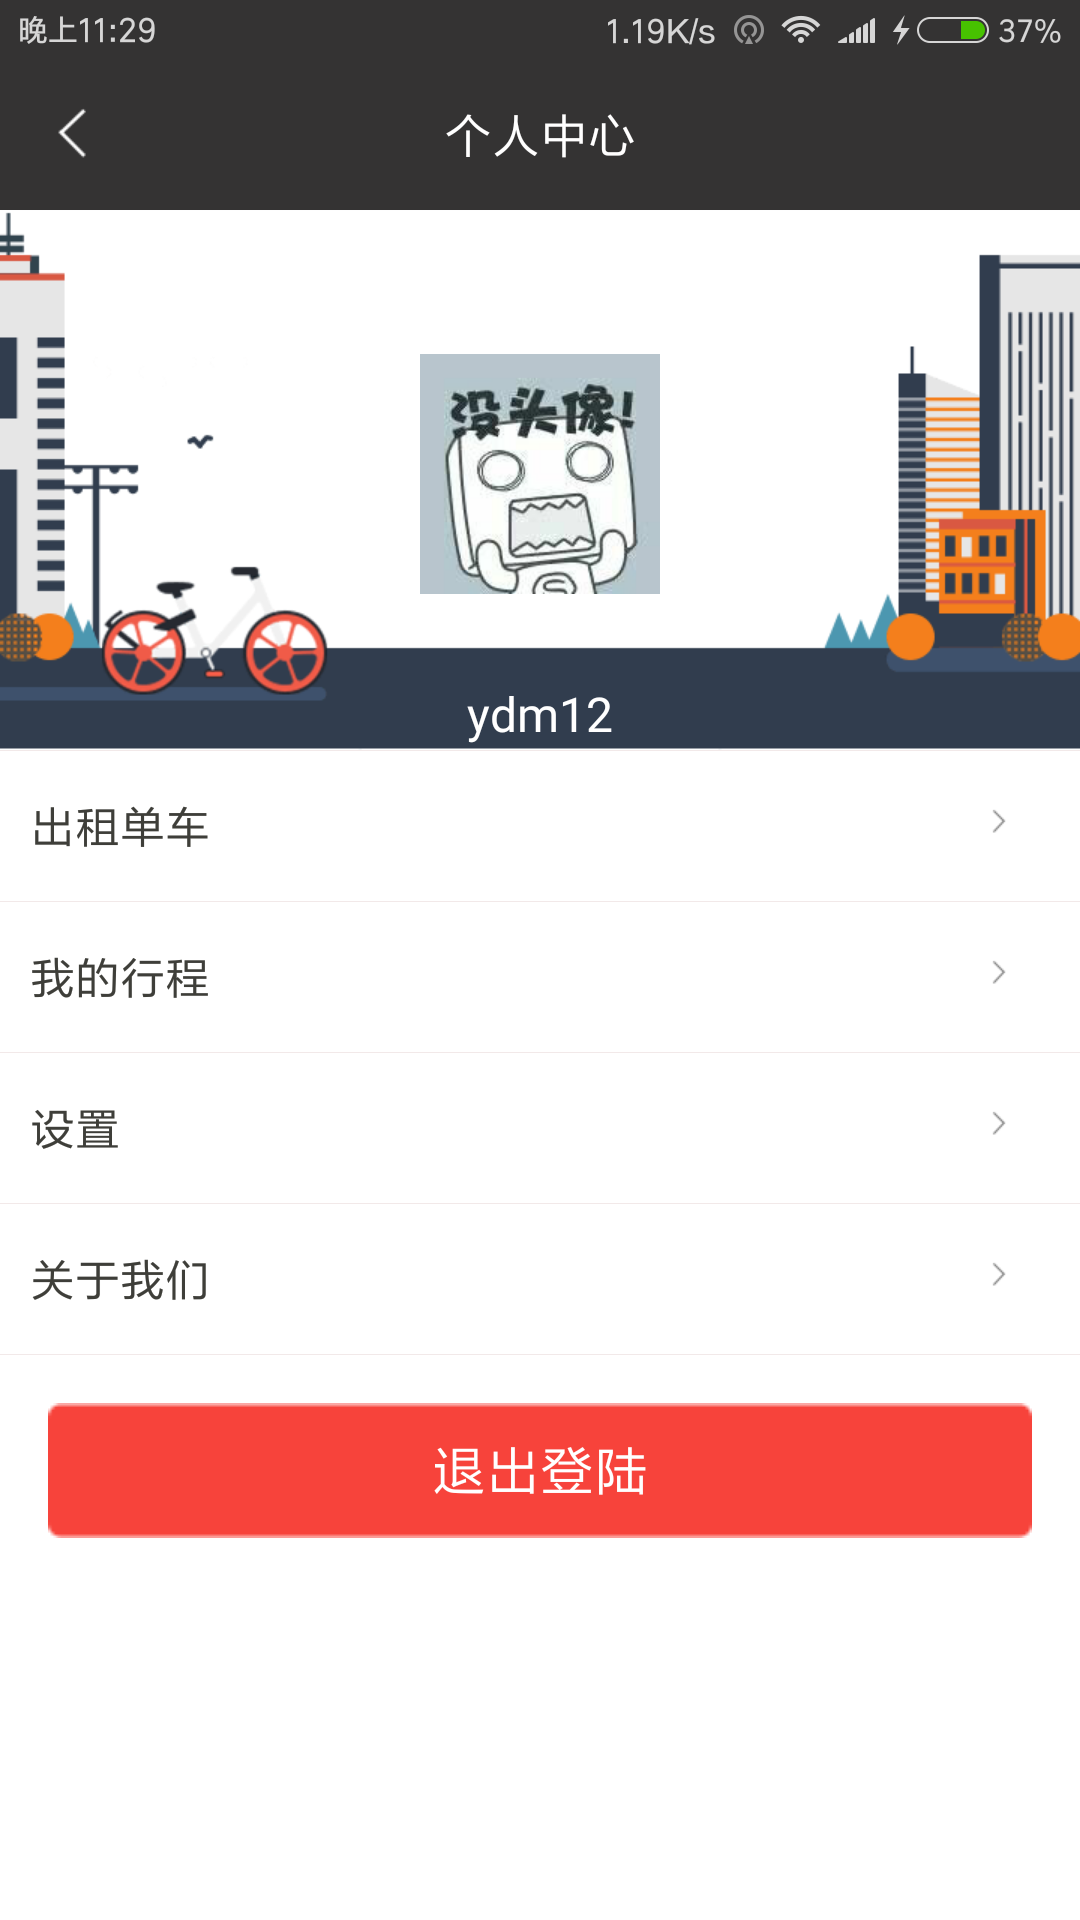 晚上11:29
1.19K/s
37%
个人中心
没头像!
ydm12
出租单车
我的行程
设置
关于我们
退出登陆